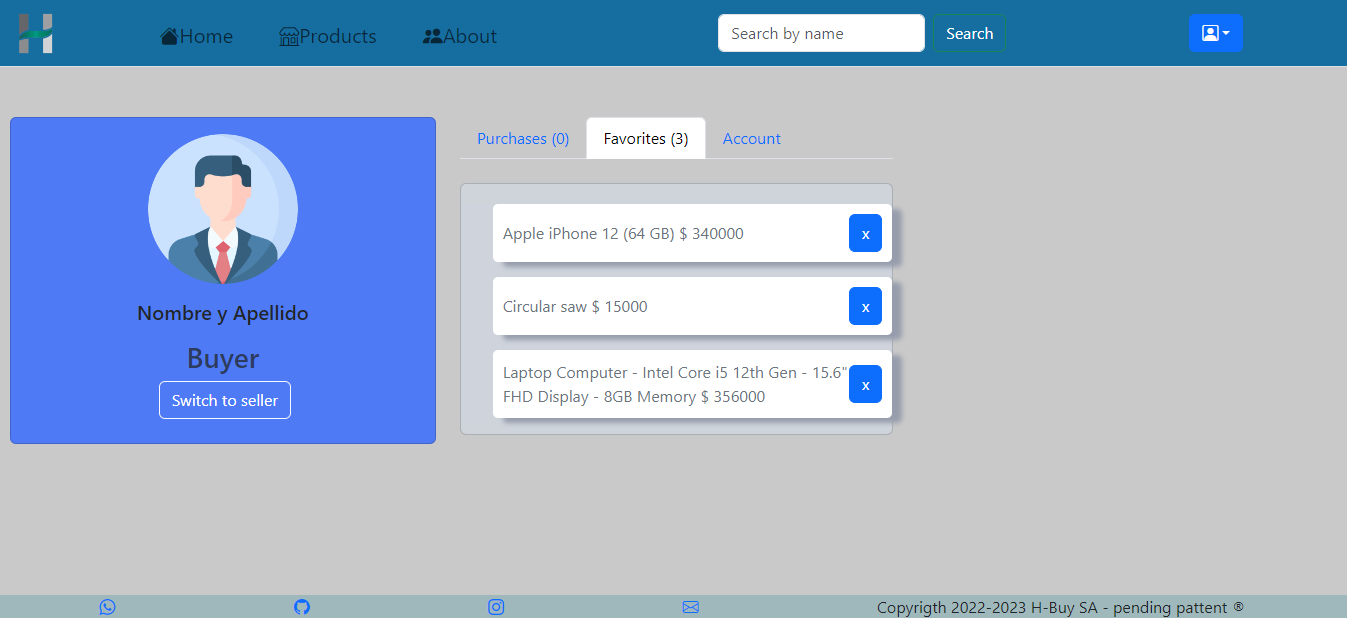 Home Products About Search by name Search
Purchases (0) Favorites (3) Account
Nombre y Apellido
Buyer
Switch to seller
Apple iPhone 12 (64 GB) $ 340000 x
Circular saw $ 15000 x
Laptop Computer - Intel Core i5 12th Gen - 15.6"
FHD Display - 8GB Memory $ 356000 x
Copyrigth 2022-2023 H-Buy SA - pending pattent ®